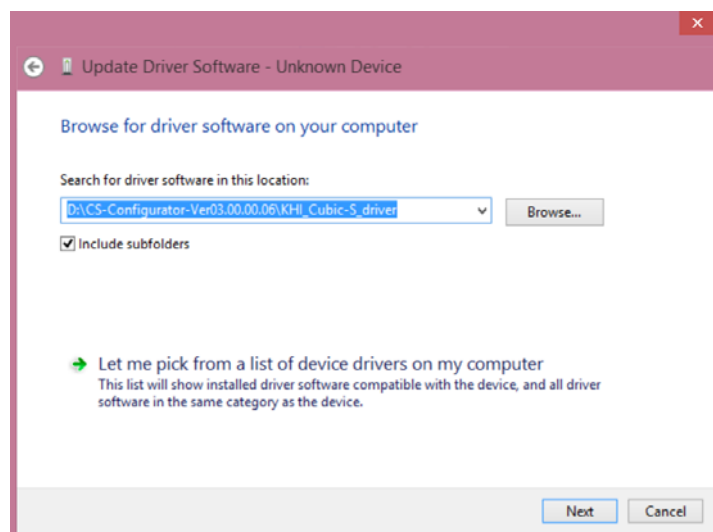 Update Driver Software - Unknown Device
Browse for driver software on your computer
Search for driver software in this location:
D:\CS-Configurator-Ver03.00.00.06\KHI_Cubic-S_driver
Browse...
Include subfolders
Let me pick from a list of device drivers on my computer
This list will show installed driver software compatible with the device, and all driver
software in the same category as the device.
Next
Cancel